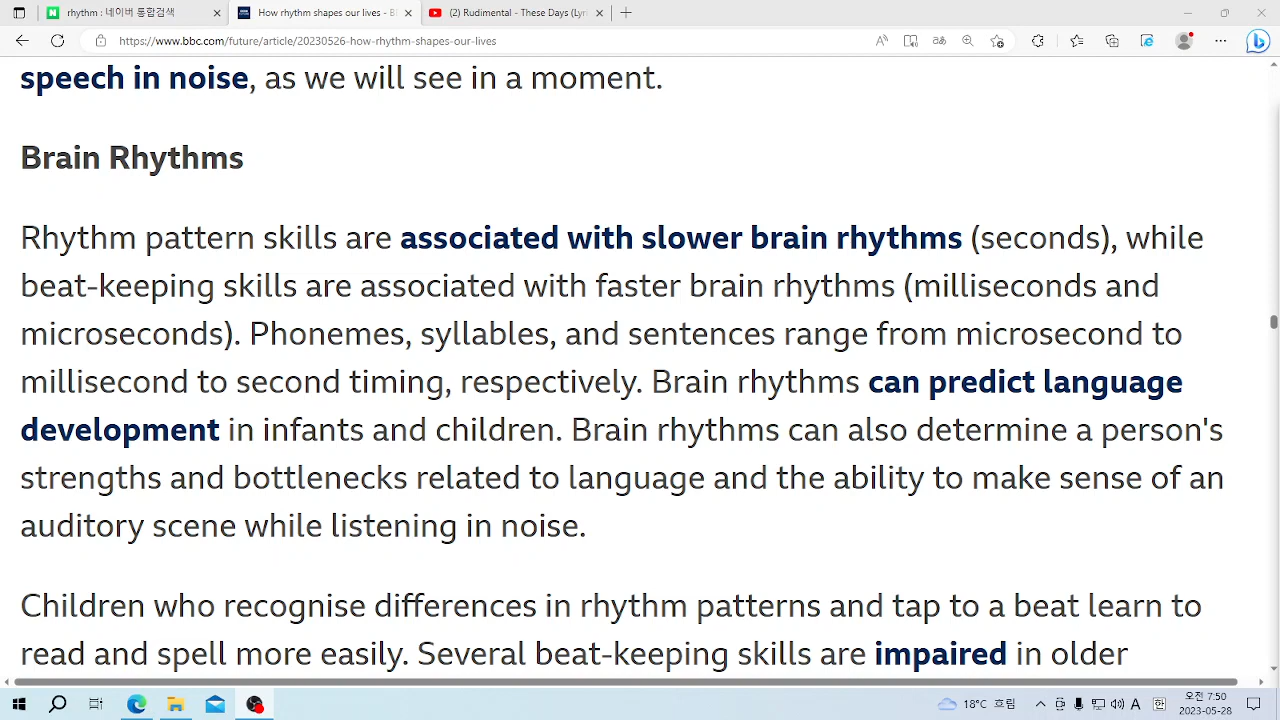 rhythm : 네이버 통합검색
How rhythm shapes our lives - B
(2) Rudimental - These Days (Lyri
https://www.bbc.com/future/article/20230526-how-rhythm-shapes-our-lives
speech in noise, as we will see in a moment.
Brain Rhythms
Rhythm pattern skills are associated with slower brain rhythms (seconds), while
beat-keeping skills are associated with faster brain rhythms (milliseconds and
microseconds). Phonemes, syllables, and sentences range from microsecond to
millisecond to second timing, respectively. Brain rhythms can predict language
development in infants and children. Brain rhythms can also determine a person's
strengths and bottlenecks related to language and the ability to make sense of an
auditory scene while listening in noise.
Children who recognise differences in rhythm patterns and tap to a beat learn to
read and spell more easily. Several beat-keeping skills are impaired in older
18°C 흐림
A
오전 7:50
2023-05-28